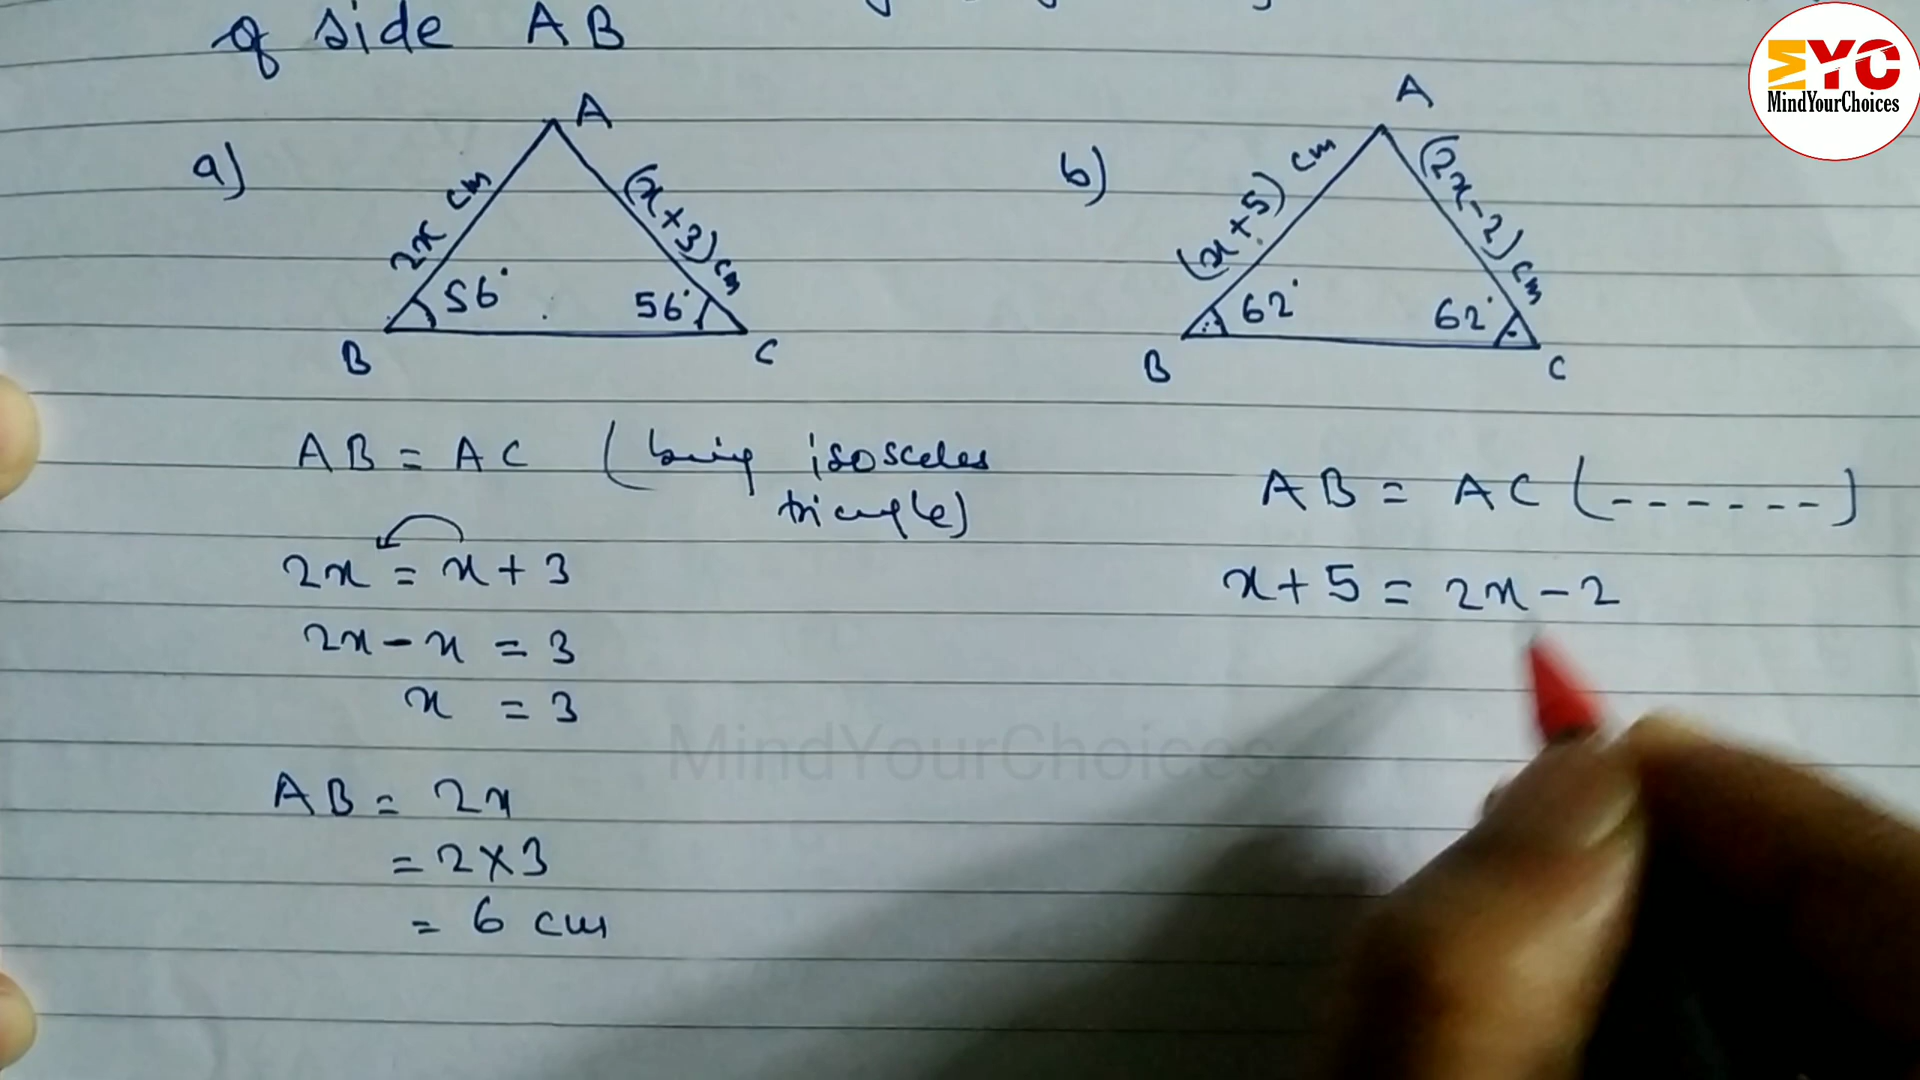 of side AB
MYC
MindYourChoices
a)
A
2x cm
(x+3) cm
56°
56°
B
C
b)
A
(x+5) cm
(2x-2) cm
62°
62°
B
C
AB = AC (being isosceles
triangle)
2x = x+3
2x-x = 3
x = 3
AB = 2x
= 2×3
= 6 cm
AB = AC (------)
x+5 = 2x-2
MindYourChoices